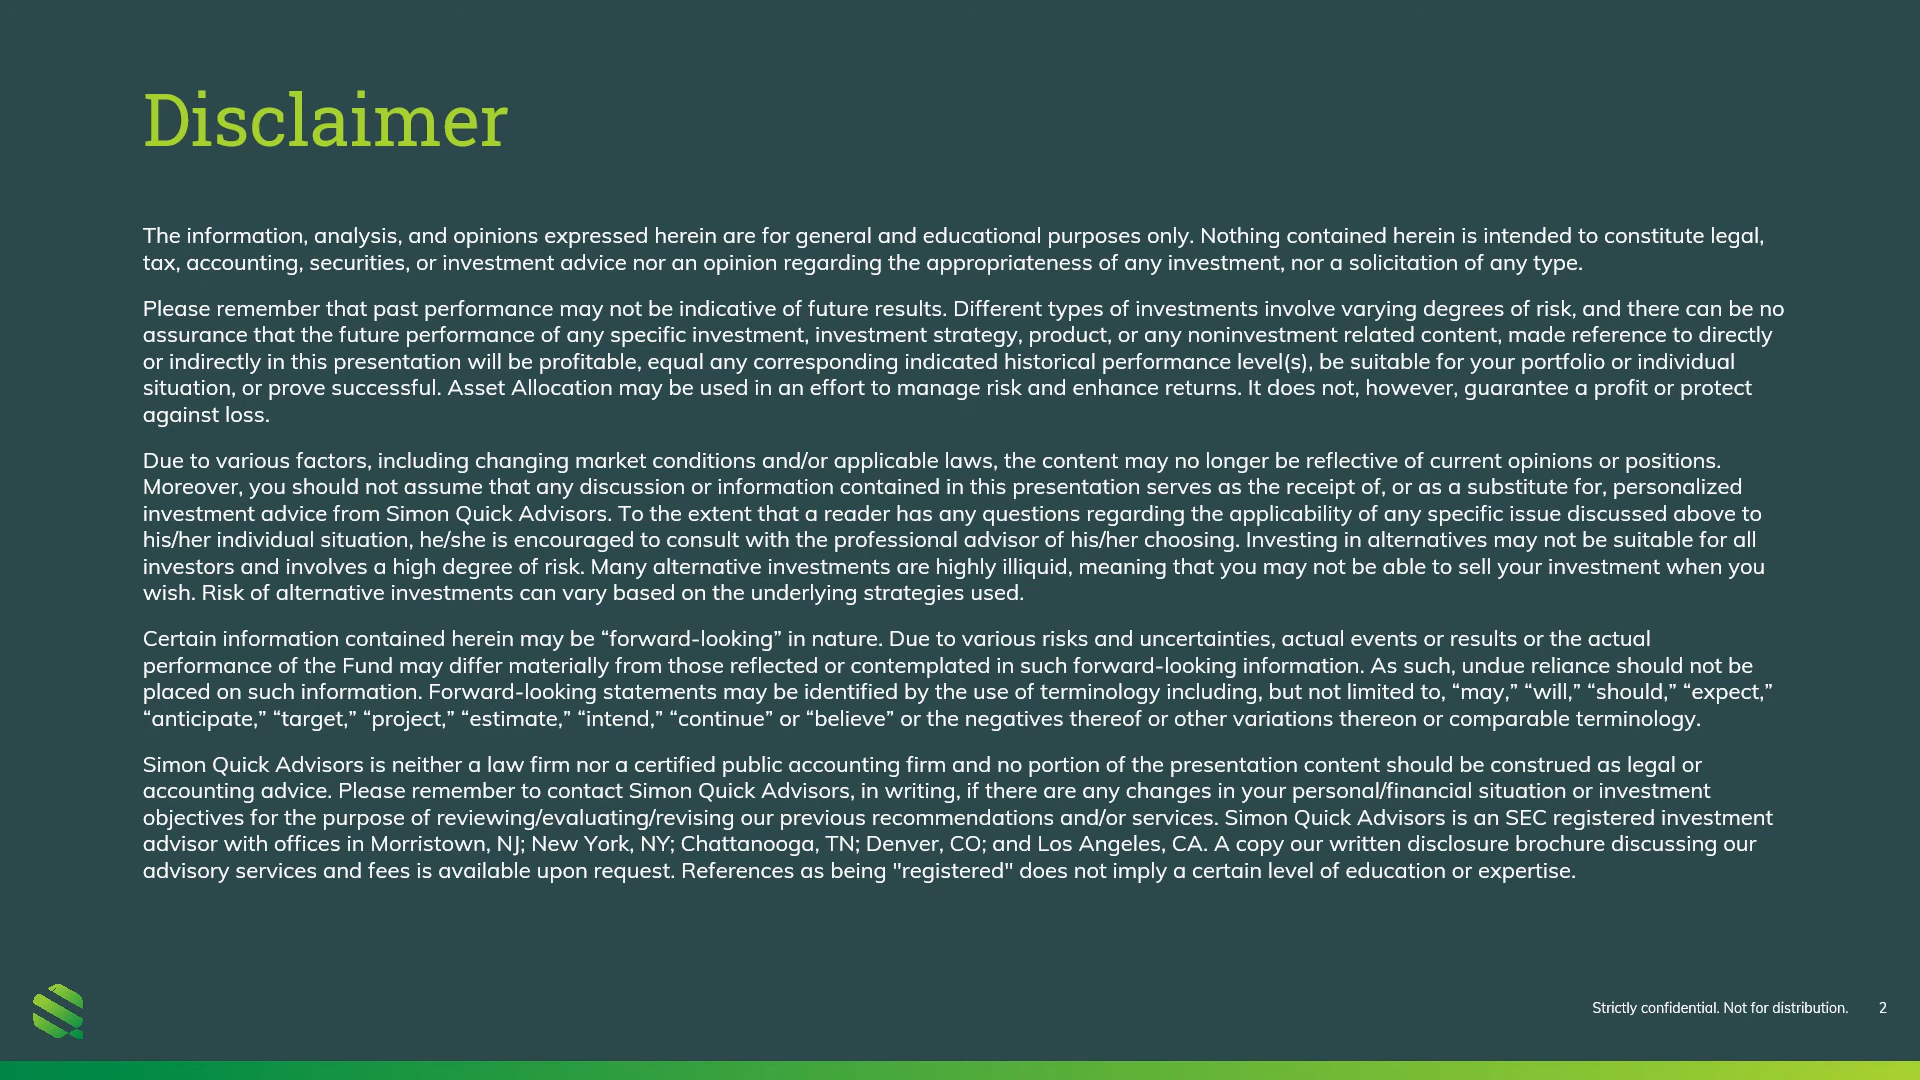 Disclaimer
The information, analysis, and opinions expressed herein are for general and educational purposes only. Nothing contained herein is intended to constitute legal,
tax, accounting, securities, or investment advice nor an opinion regarding the appropriateness of any investment, nor a solicitation of any type.
Please remember that past performance may not be indicative of future results. Different types of investments involve varying degrees of risk, and there can be no
assurance that the future performance of any specific investment, investment strategy, product, or any noninvestment related content, made reference to directly
or indirectly in this presentation will be profitable, equal any corresponding indicated historical performance level(s), be suitable for your portfolio or individual
situation, or prove successful. Asset Allocation may be used in an effort to manage risk and enhance returns. It does not, however, guarantee a profit or protect
against loss.
Due to various factors, including changing market conditions and/or applicable laws, the content may no longer be reflective of current opinions or positions.
Moreover, you should not assume that any discussion or information contained in this presentation serves as the receipt of, or as a substitute for, personalized
investment advice from Simon Quick Advisors. To the extent that a reader has any questions regarding the applicability of any specific issue discussed above to
his/her individual situation, he/she is encouraged to consult with the professional advisor of his/her choosing. Investing in alternatives may not be suitable for all
investors and involves a high degree of risk. Many alternative investments are highly illiquid, meaning that you may not be able to sell your investment when you
wish. Risk of alternative investments can vary based on the underlying strategies used.
Certain information contained herein may be “forward-looking” in nature. Due to various risks and uncertainties, actual events or results or the actual
performance of the Fund may differ materially from those reflected or contemplated in such forward-looking information. As such, undue reliance should not be
placed on such information. Forward-looking statements may be identified by the use of terminology including, but not limited to, “may,” “will,” “should,” “expect,”
“anticipate,” “target,” “project,” “estimate,” “intend,” “continue” or “believe” or the negatives thereof or other variations thereon or comparable terminology.
Simon Quick Advisors is neither a law firm nor a certified public accounting firm and no portion of the presentation content should be construed as legal or
accounting advice. Please remember to contact Simon Quick Advisors, in writing, if there are any changes in your personal/financial situation or investment
objectives for the purpose of reviewing/evaluating/revising our previous recommendations and/or services. Simon Quick Advisors is an SEC registered investment
advisor with offices in Morristown, NJ; New York, NY; Chattanooga, TN; Denver, CO; and Los Angeles, CA. A copy our written disclosure brochure discussing our
advisory services and fees is available upon request. References as being "registered" does not imply a certain level of education or expertise.
Strictly confidential. Not for distribution. 2